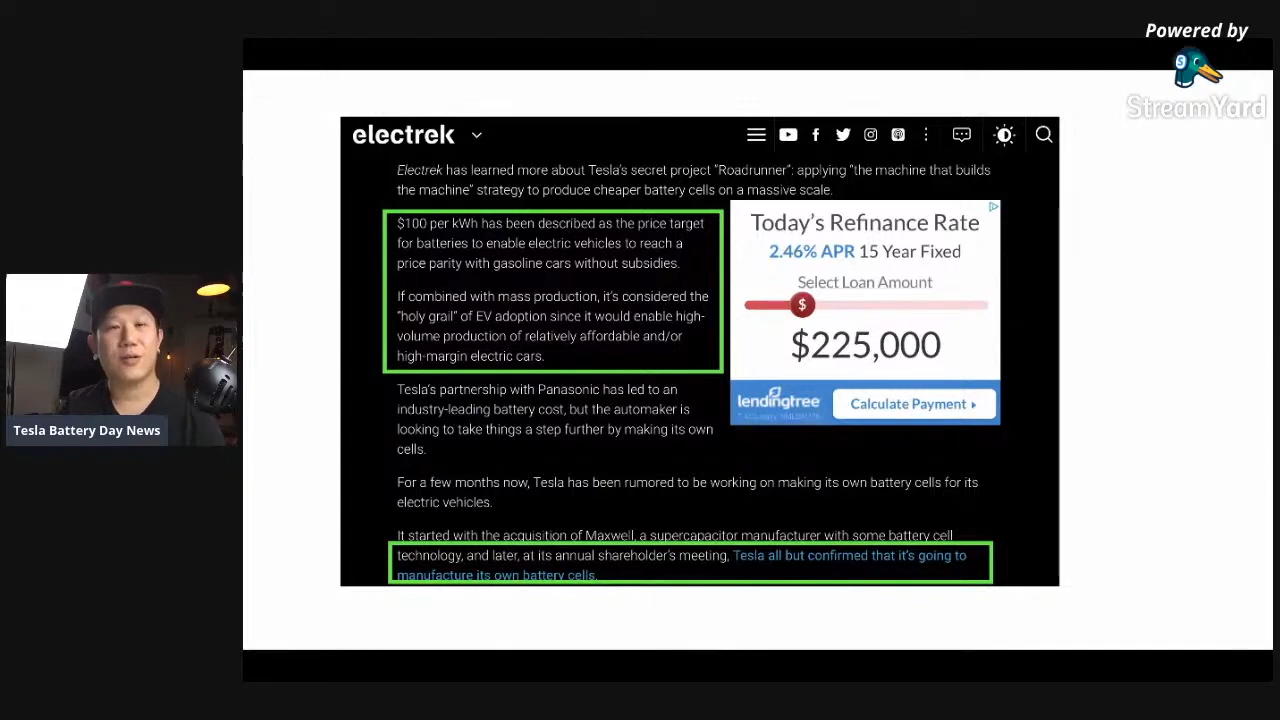 Powered by
StreamYard
electrek
Electrek has learned more about Tesla's secret project "Roadrunner": applying "the machine that builds
the machine" strategy to produce cheaper battery cells on a massive scale.
$100 per kWh has been described as the price target
for batteries to enable electric vehicles to reach a
price parity with gasoline cars without subsidies.
If combined with mass production, it's considered the
"holy grail" of EV adoption since it would enable high-
volume production of relatively affordable and/or
high-margin electric cars.
Today's Refinance Rate
2.46% APR 15 Year Fixed
Select Loan Amount
$
$225,000
lendingtree
Calculate Payment
Tesla's partnership with Panasonic has led to an
industry-leading battery cost, but the automaker is
looking to take things a step further by making its own
cells.
For a few months now, Tesla has been rumored to be working on making its own battery cells for its
electric vehicles.
It started with the acquisition of Maxwell, a supercapacitor manufacturer with some battery cell
technology, and later, at its annual shareholder's meeting, Tesla all but confirmed that it's going to
manufacture its own battery cells.
Tesla Battery Day News